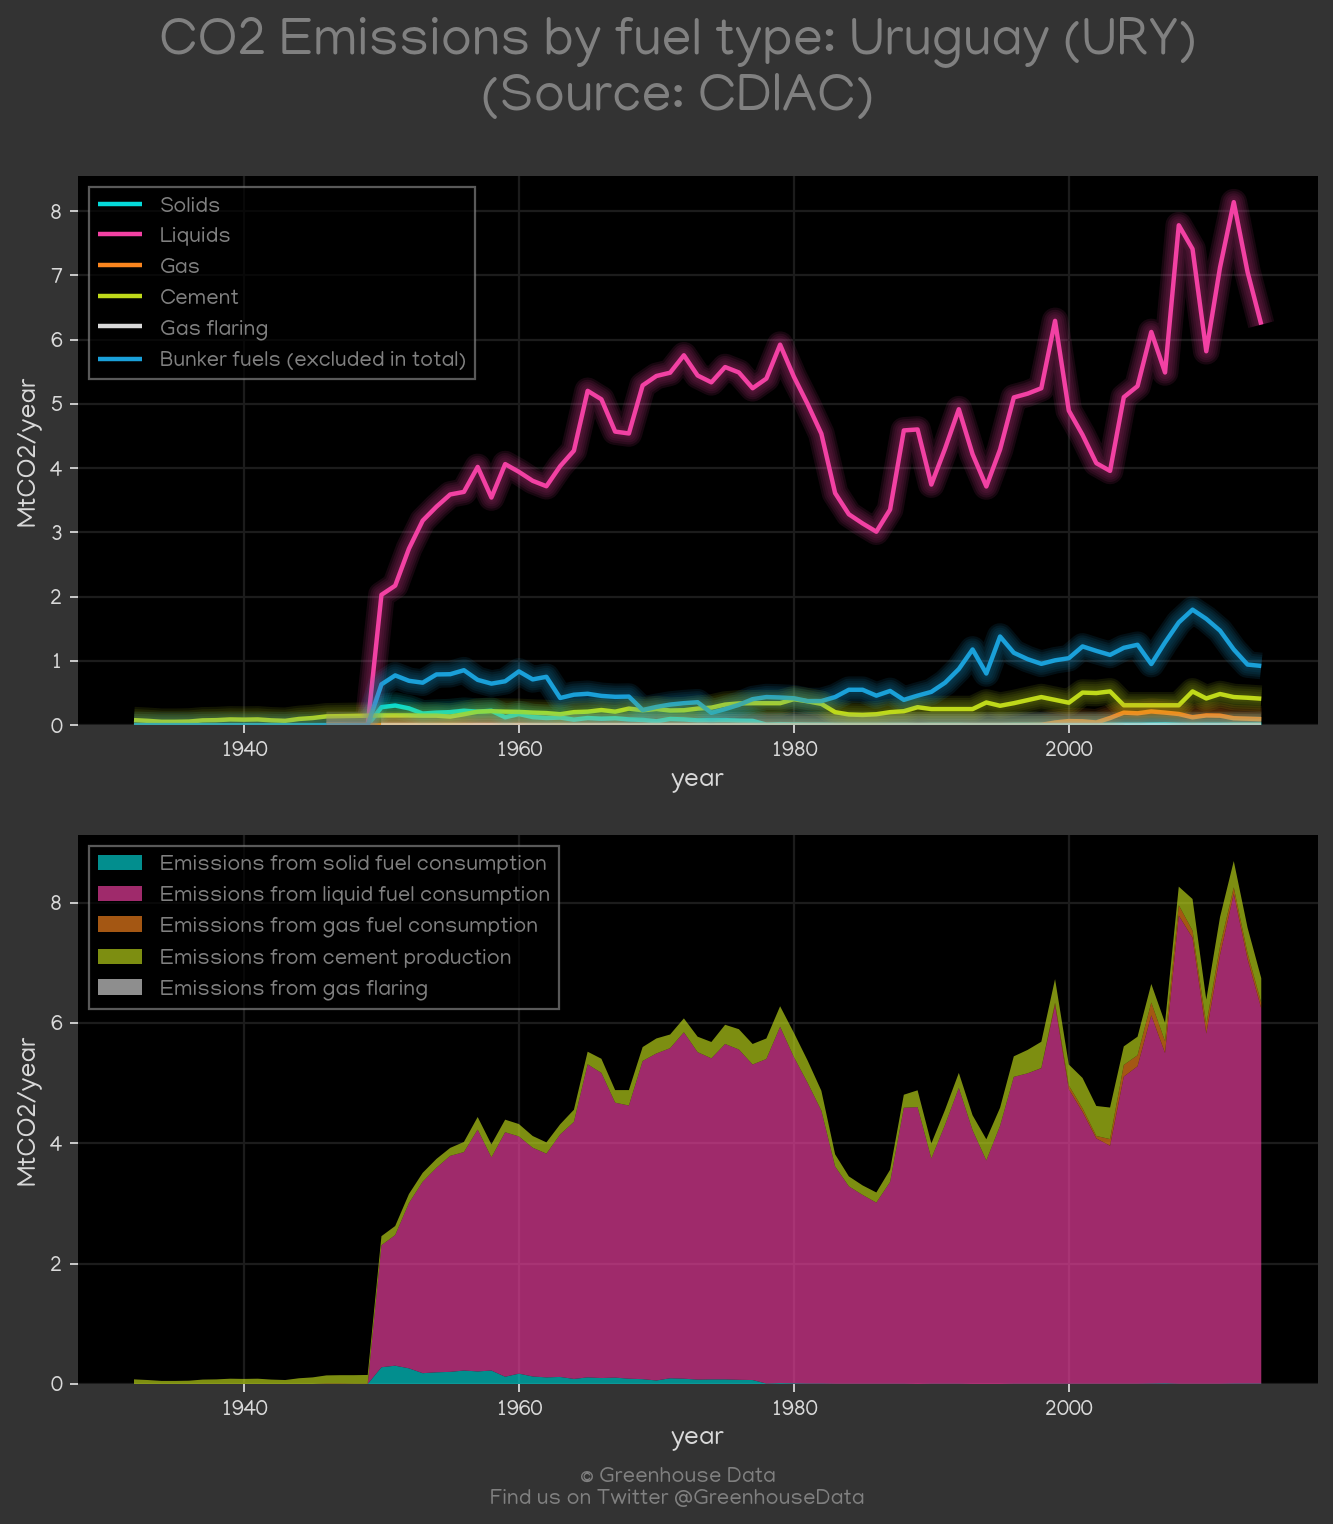 CO2 Emissions by fuel type: Uruguay (URY)
(Source: CDIAC)
Solids
Liquids
Gas
Cement
Gas flaring
Bunker fuels (excluded in total)
8
7
6
5
4
3
2
1
0
MtCO2/year
1940
1960
1980
2000
year
Emissions from solid fuel consumption
Emissions from liquid fuel consumption
Emissions from gas fuel consumption
Emissions from cement production
Emissions from gas flaring
8
6
4
2
0
MtCO2/year
1940
1960
1980
2000
year
© Greenhouse Data
Find us on Twitter @GreenhouseData